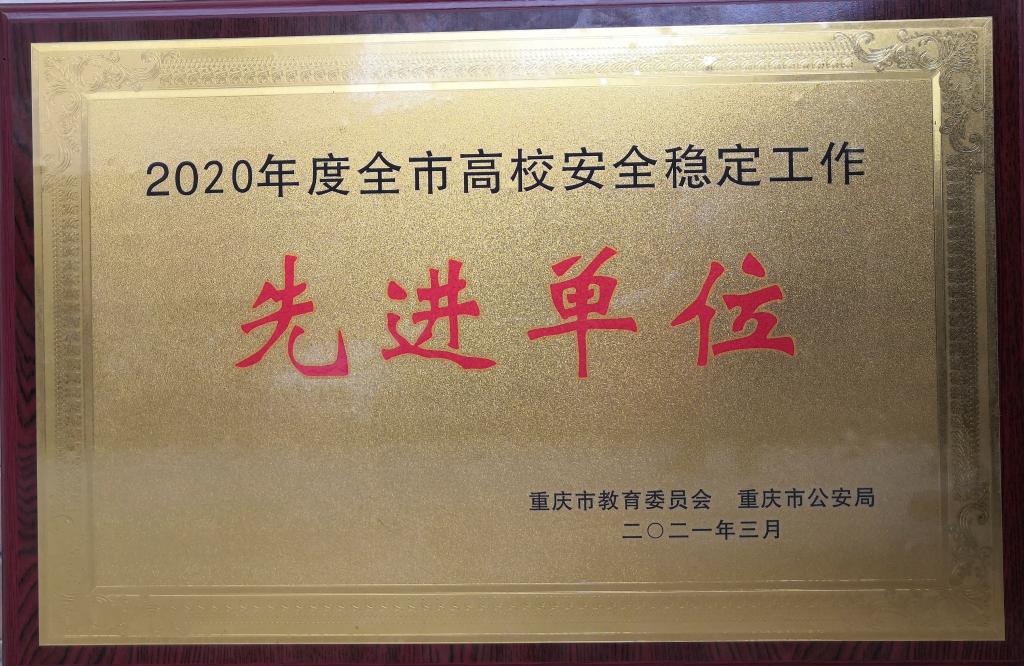 2020年度全市高校安全稳定工作
先进单位
重庆市教育委员会 重庆市公安局
二〇二一年三月